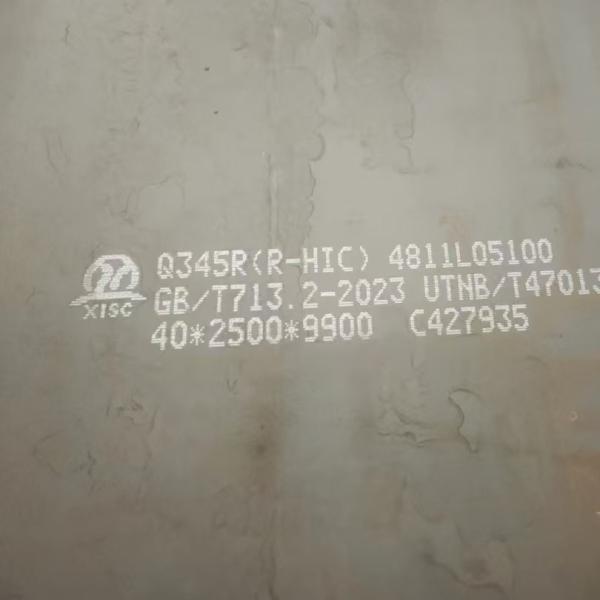 Q345R(R-HIC) 4811L05100
GB/T713.2-2023 UTNB/T47013
40*2500*9900 C427935
XISC